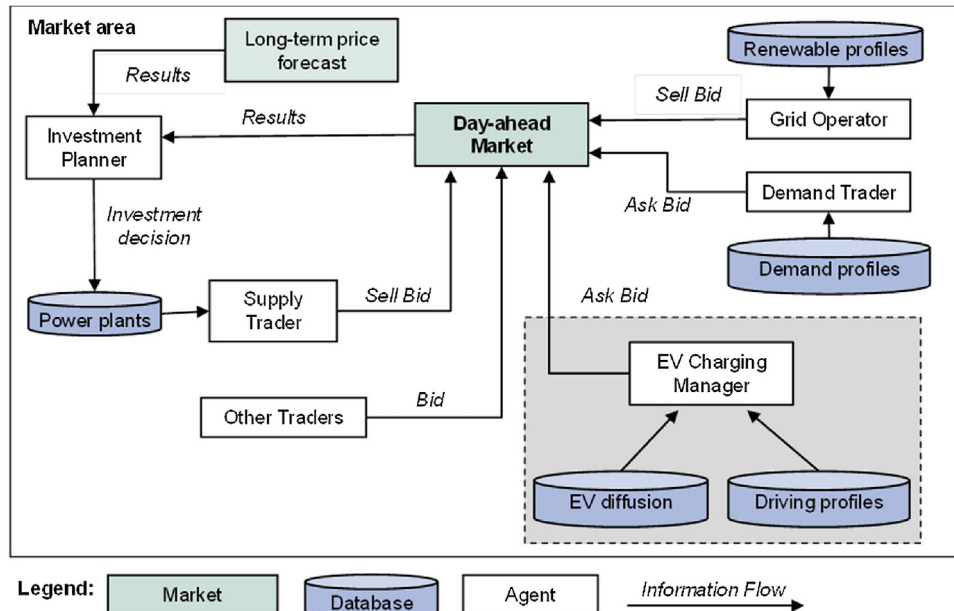 Market area
Long-term price
forecast
Renewable profiles
Results
Sell Bid
Results
Investment
Planner
Day-ahead
Market
Grid Operator
Demand Trader
Ask Bid
Investment
decision
Demand profiles
Power plants
Supply
Trader
Sell Bid
Ask Bid
EV Charging
Manager
Bid
Other Traders
EV diffusion
Driving profiles
Legend:
Market
Database
Agent
Information Flow